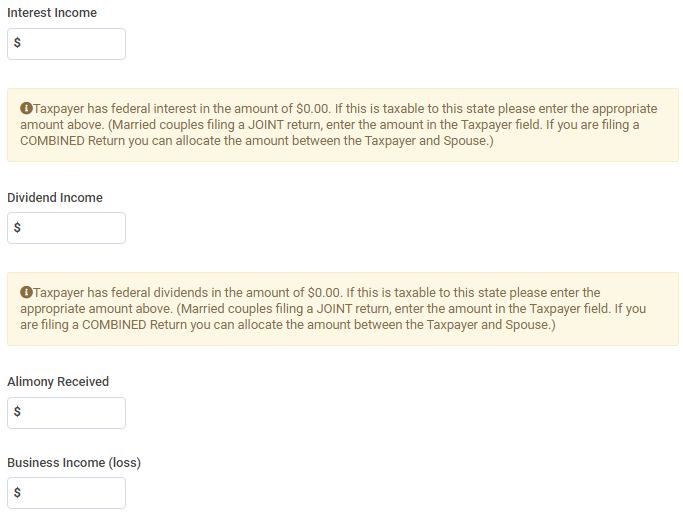 Interest Income
$
Taxpayer has federal interest in the amount of $0.00. If this is taxable to this state please enter the appropriate
amount above. (Married couples filing a JOINT return, enter the amount in the Taxpayer field. If you are filing a
COMBINED Return you can allocate the amount between the Taxpayer and Spouse.)
Dividend Income
$
Taxpayer has federal dividends in the amount of $0.00. If this is taxable to this state please enter the
appropriate amount above. (Married couples filing a JOINT return, enter the amount in the Taxpayer field. If you
are filing a COMBINED Return you can allocate the amount between the Taxpayer and Spouse.)
Alimony Received
$
Business Income (loss)
$